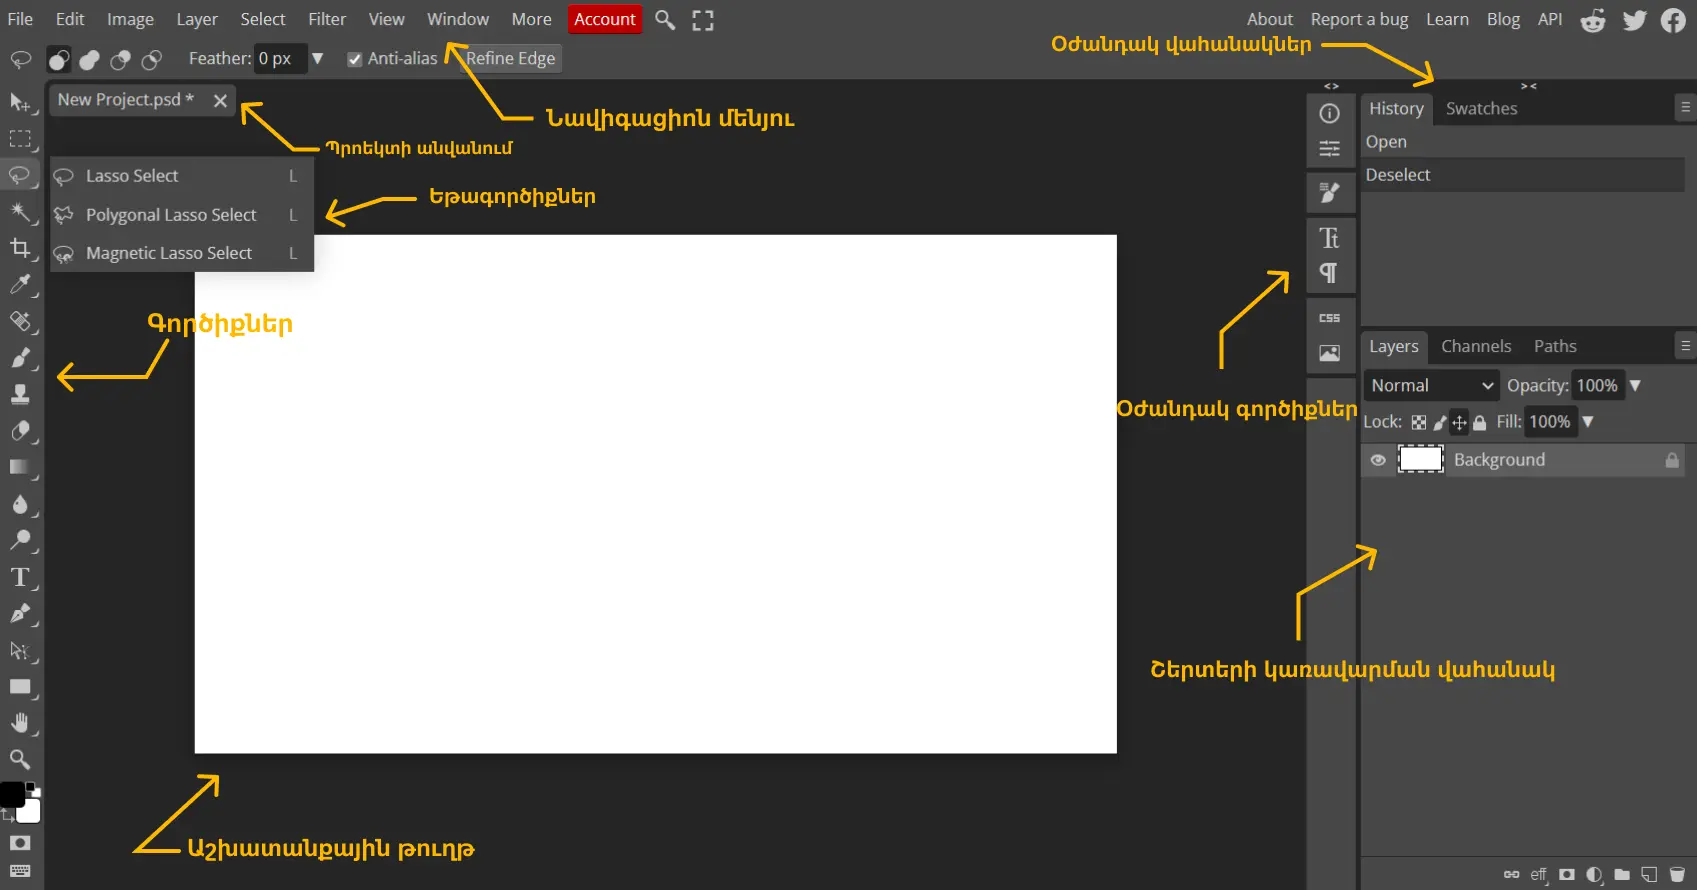 File Edit Image Layer Select Filter View Window More Account About Report a bug Learn Blog API
Feather: 0 px Anti-alias Refine Edge
Օժանդակ վահանակներ
New Project.psd *
Նավիգացիոն մենյու
Պրոեկտի անվանում
Lasso Select L
Polygonal Lasso Select L
Magnetic Lasso Select L
Եթագործիքներ
Գործիքներ
History Swatches
Open
Deselect
CSS
Օժանդակ գործիքներ
Layers Channels Paths
Normal Opacity: 100%
Lock: Fill: 100%
Background
Շերտերի կառավարման վահանակ
Աշխատանքային թուղթ
eff